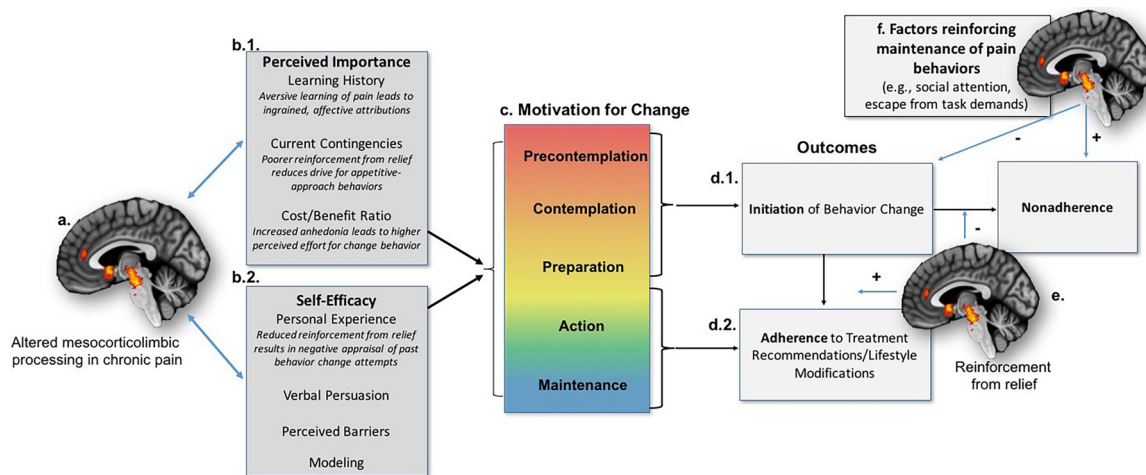 a.
Altered mesocorticolimbic
processing in chronic pain
b.1.
Perceived Importance
Learning History
Aversive learning of pain leads to
ingrained, affective attributions
Current Contingencies
Poorer reinforcement from relief
reduces drive for appetitive-
approach behaviors
Cost/Benefit Ratio
Increased anhedonia leads to higher
perceived effort for change behavior
b.2.
Self-Efficacy
Personal Experience
Reduced reinforcement from relief
results in negative appraisal of past
behavior change attempts
Verbal Persuasion
Perceived Barriers
Modeling
c. Motivation for Change
Precontemplation
Contemplation
Preparation
Action
Maintenance
Outcomes
d.1.
Initiation of Behavior Change
d.2.
Adherence to Treatment
Recommendations/Lifestyle
Modifications
Nonadherence
-
+
e.
Reinforcement
from relief
f. Factors reinforcing
maintenance of pain
behaviors
(e.g., social attention,
escape from task demands)
-
+